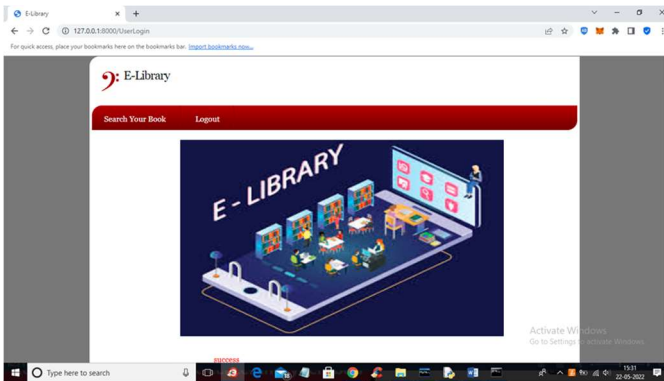 E-Library
127.0.0.1:8000/UserLogin
For quick access, place your bookmarks here on the bookmarks bar. Import bookmarks now...
E-Library
Search Your Book Logout
E - LIBRARY
Activate Windows
Go to Settings to activate Windows.
success
Type here to search
15:31
22-05-2022